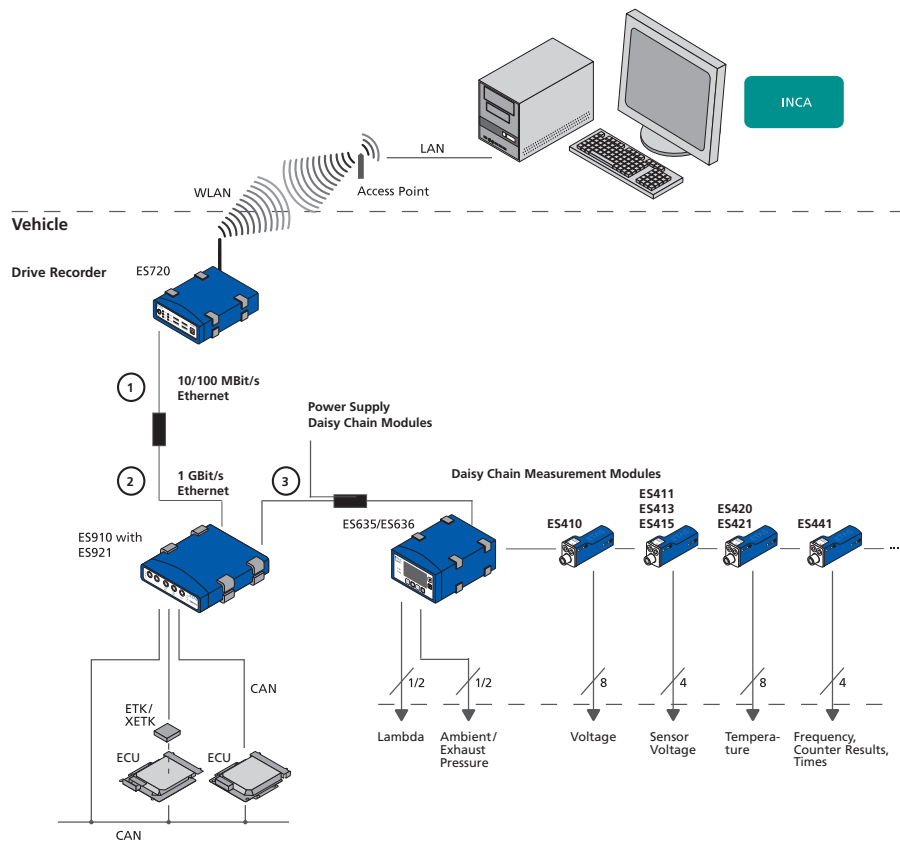 INCA
LAN
WLAN
Access Point
Vehicle
Drive Recorder
ES720
1
10/100 MBit/s
Ethernet
Power Supply
Daisy Chain Modules
2
1 GBit/s
Ethernet
3
Daisy Chain Measurement Modules
ES635/ES636
ES410
ES411
ES413
ES415
ES420
ES421
ES441
...
ES910 with
ES921
1/2
1/2
8
4
8
4
CAN
ETK/
XETK
ECU
ECU
Lambda
Ambient/
Exhaust
Pressure
Voltage
Sensor
Voltage
Tempera-
ture
Frequency,
Counter Results,
Times
CAN